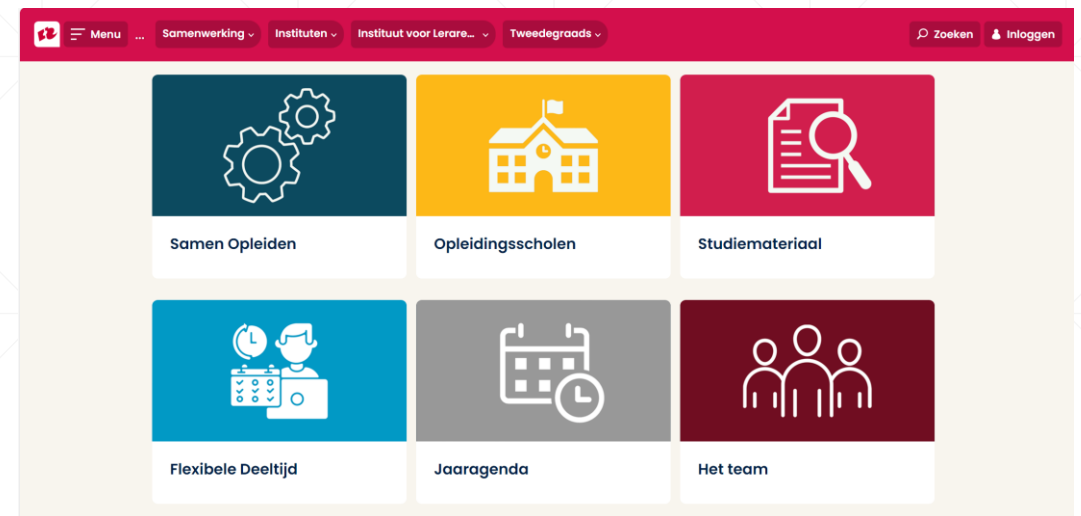 Menu ... Samenwerking Instituten Instituut voor Lerare... Tweedegraads Zoeken Inloggen
Samen Opleiden Opleidingsscholen Studiemateriaal
Flexibele Deeltijd Jaaragenda Het team